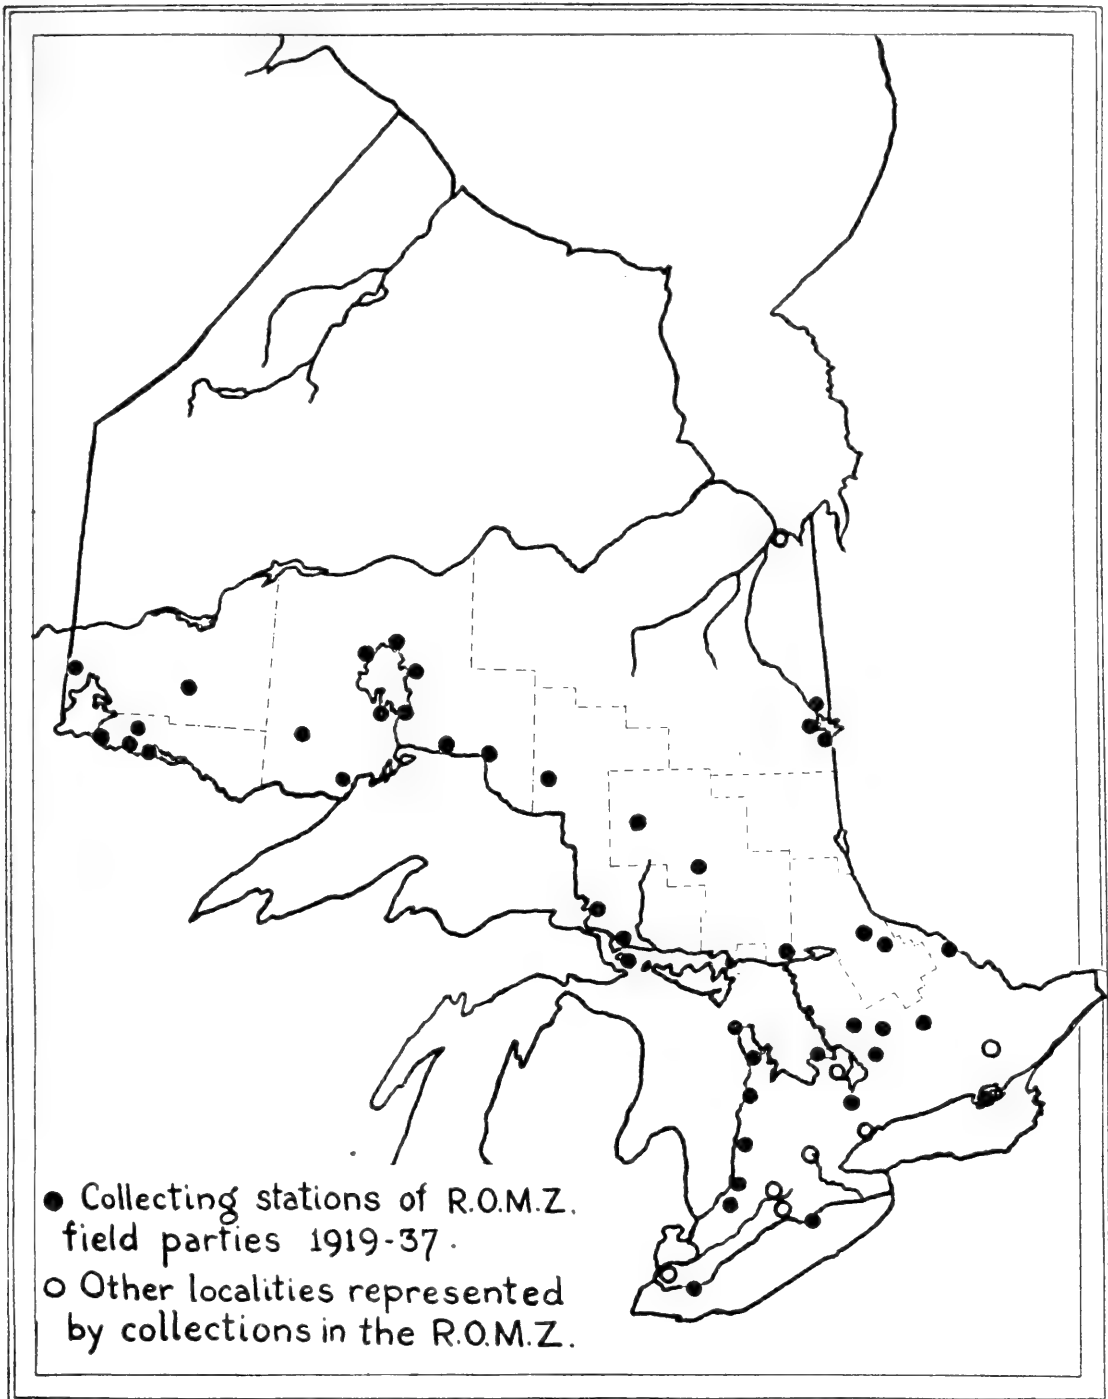 Collecting stations of R.O.M.Z.
field parties 1919-37.
Other localities represented
by collections in the R.O.M.Z.